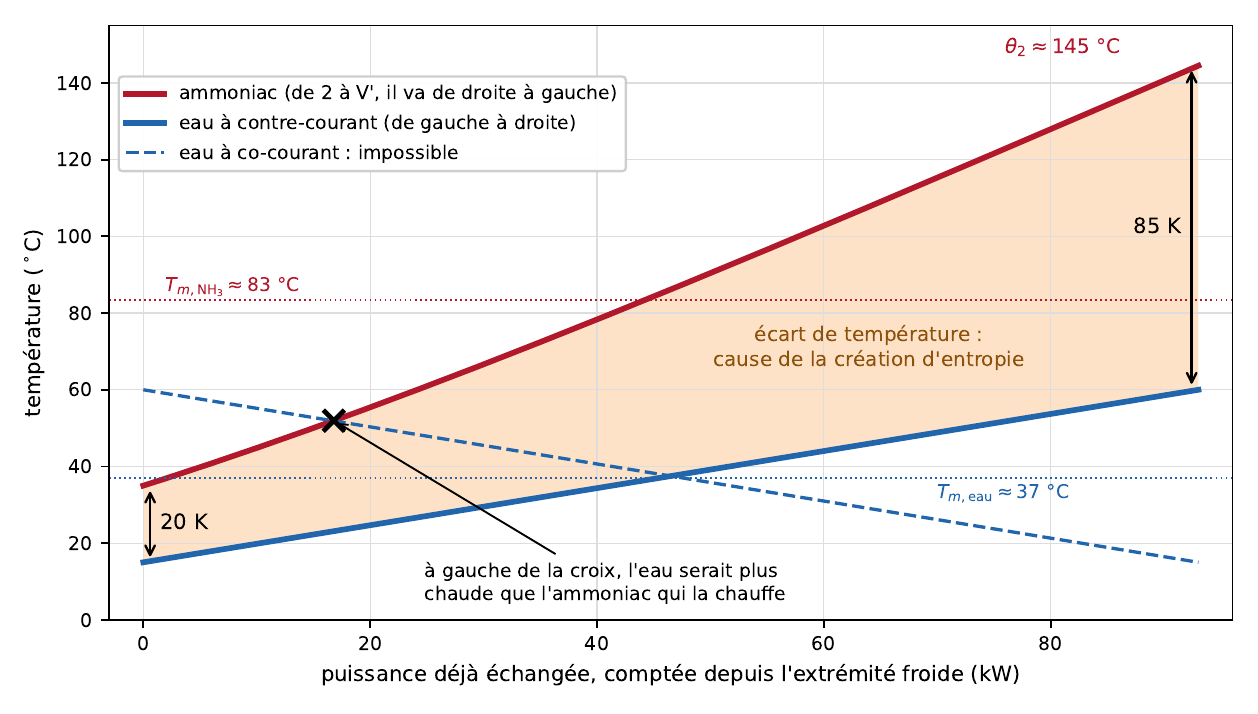 θ₂ ≈ 145 °C
ammoniac (de 2 à V', il va de droite à gauche)
eau à contre-courant (de gauche à droite)
eau à co-courant : impossible
140
120
100
80
60
40
20
0
température (°C)
85 K
Tm, NH₃ ≈ 83 °C
écart de température :
cause de la création d'entropie
Tm, eau ≈ 37 °C
20 K
à gauche de la croix, l'eau serait plus
chaude que l'ammoniac qui la chauffe
0 20 40 60 80
puissance déjà échangée, comptée depuis l'extrémité froide (kW)